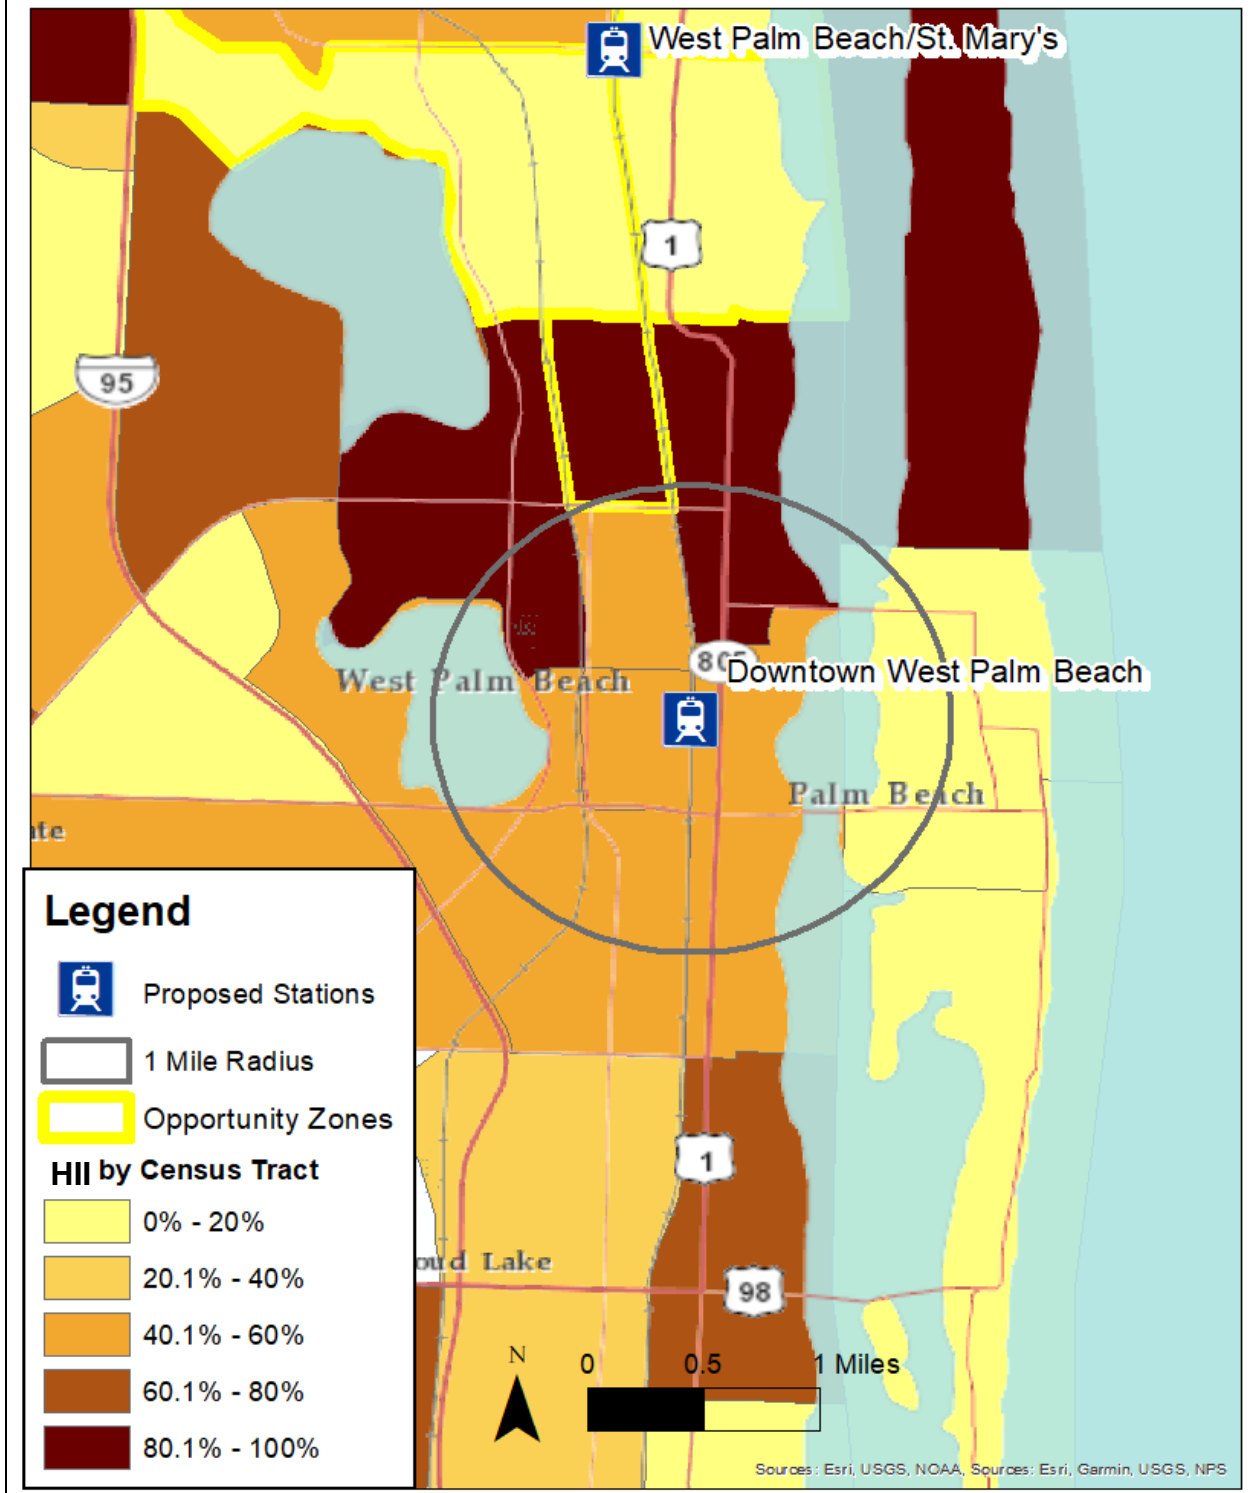 West Palm Beach/St. Mary's
1
95
West Palm Beach
Downtown West Palm Beach
Palm Beach
Legend
Proposed Stations
1 Mile Radius
Opportunity Zones
HII by Census Tract
0% - 20%
20.1% - 40%
40.1% - 60%
60.1% - 80%
80.1% - 100%
1
oud Lake
98
N
0 0.5 1 Miles
Sources: Esri, USGS, NOAA, Sources: Esri, Garmin, USGS, NPS